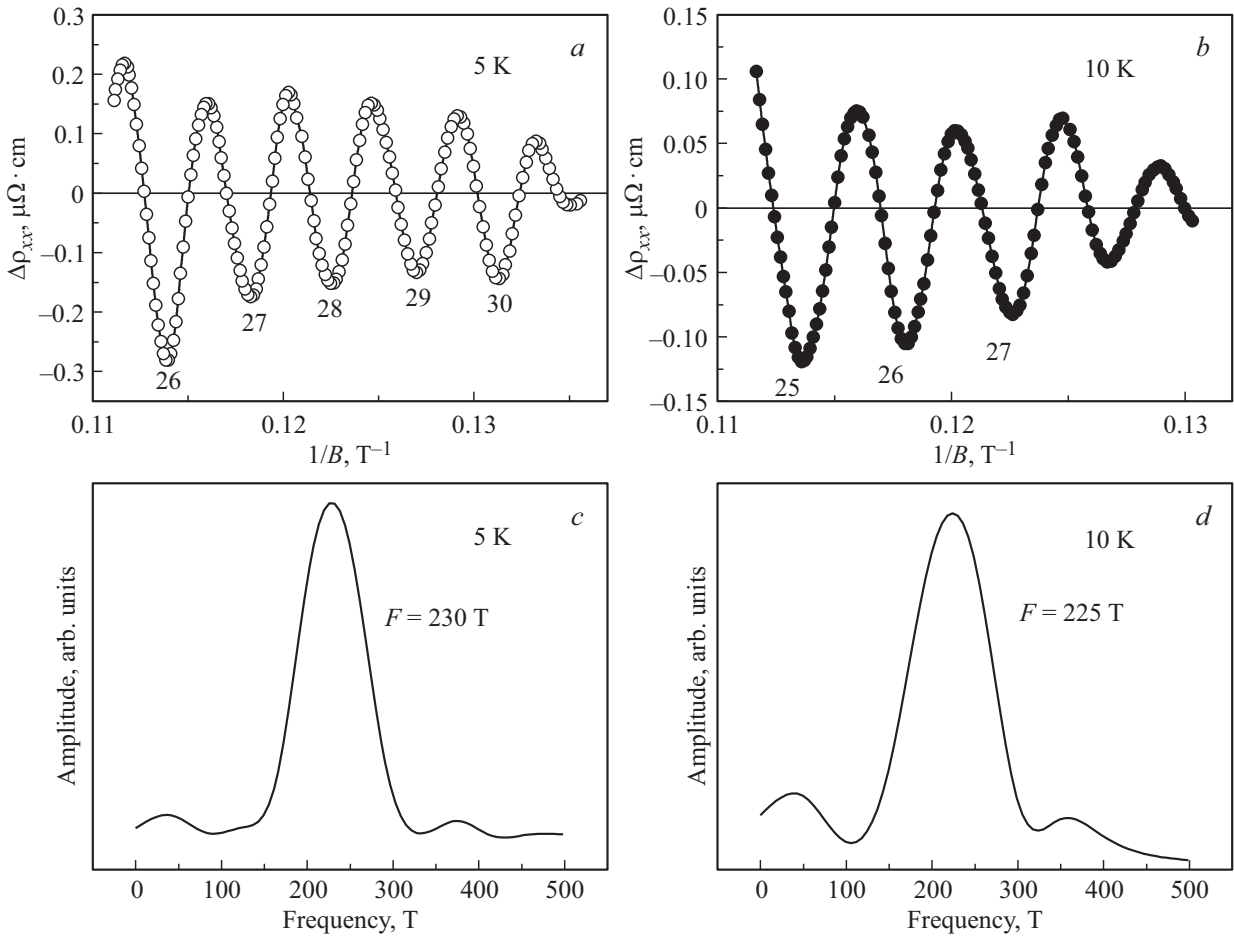 0.3
0.2
0.1
0
–0.1
–0.2
–0.3
Δρxx, μΩ · cm
a
5 K
26
27
28
29
30
0.11
0.12
0.13
1/B, T–1
0.15
0.10
0.05
0
–0.05
–0.10
–0.15
Δρxx, μΩ · cm
b
10 K
25
26
27
0.11
0.12
0.13
1/B, T–1
Amplitude, arb. units
c
5 K
F = 230 T
0
100
200
300
400
500
Frequency, T
Amplitude, arb. units
d
10 K
F = 225 T
0
100
200
300
400
500
Frequency, T